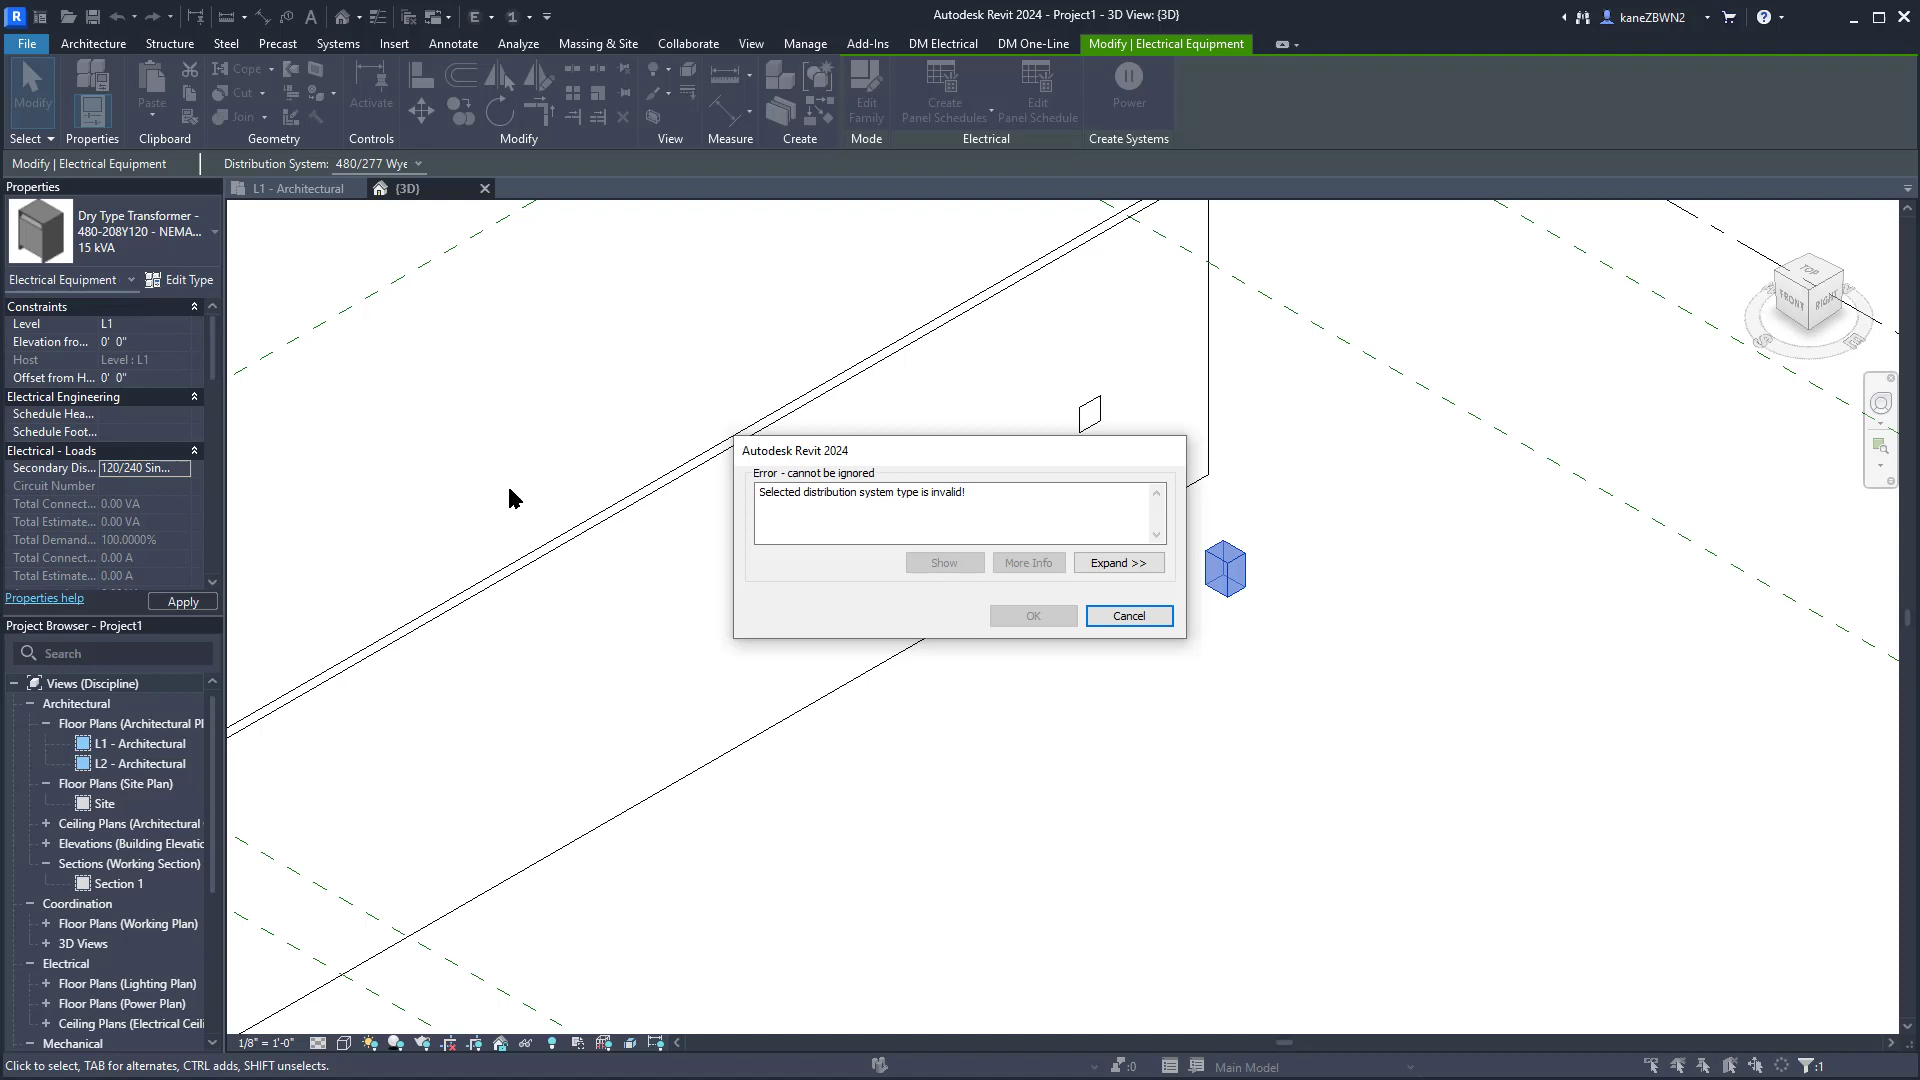 Autodesk Revit 2024 - Project1 - 3D View: {3D}
kaneZBWN2
File
Architecture
Structure
Steel
Precast
Systems
Insert
Annotate
Analyze
Massing & Site
Collaborate
View
Manage
Add-Ins
DM Electrical
DM One-Line
Modify | Electrical Equipment
Modify
Paste
Cope
Cut
Join
Activate
Edit
Family
Create
Panel Schedules
Edit
Panel Schedule
Power
Select
Properties
Clipboard
Geometry
Controls
Modify
View
Measure
Create
Mode
Electrical
Create Systems
Modify | Electrical Equipment
Distribution System: 480/277 Wye
Properties
L1 - Architectural
{3D}
Dry Type Transformer -
480-208Y120 - NEMA...
15 kVA
Electrical Equipment
Edit Type
Constraints
Level L1
Elevation fro... 0' 0"
Host Level : L1
Offset from H... 0' 0"
Electrical Engineering
Schedule Hea...
Schedule Foot...
Electrical - Loads
Secondary Dis... 120/240 Sin...
Circuit Number
Total Connect... 0.00 VA
Total Estimate... 0.00 VA
Total Demand... 100.0000%
Total Connect... 0.00 A
Total Estimate... 0.00 A
Properties help
Apply
Project Browser - Project1
Search
Views (Discipline)
Architectural
Floor Plans (Architectural Pl
L1 - Architectural
L2 - Architectural
Floor Plans (Site Plan)
Site
Ceiling Plans (Architectural
Elevations (Building Elevatic
Sections (Working Section)
Section 1
Coordination
Floor Plans (Working Plan)
3D Views
Electrical
Floor Plans (Lighting Plan)
Floor Plans (Power Plan)
Ceiling Plans (Electrical Ceili
Mechanical
TOP
FRONT
RIGHT
Autodesk Revit 2024
Error - cannot be ignored
Selected distribution system type is invalid!
Show
More Info
Expand >>
OK
Cancel
1/8" = 1'-0"
Click to select, TAB for alternates, CTRL adds, SHIFT unselects.
:0
Main Model
:1